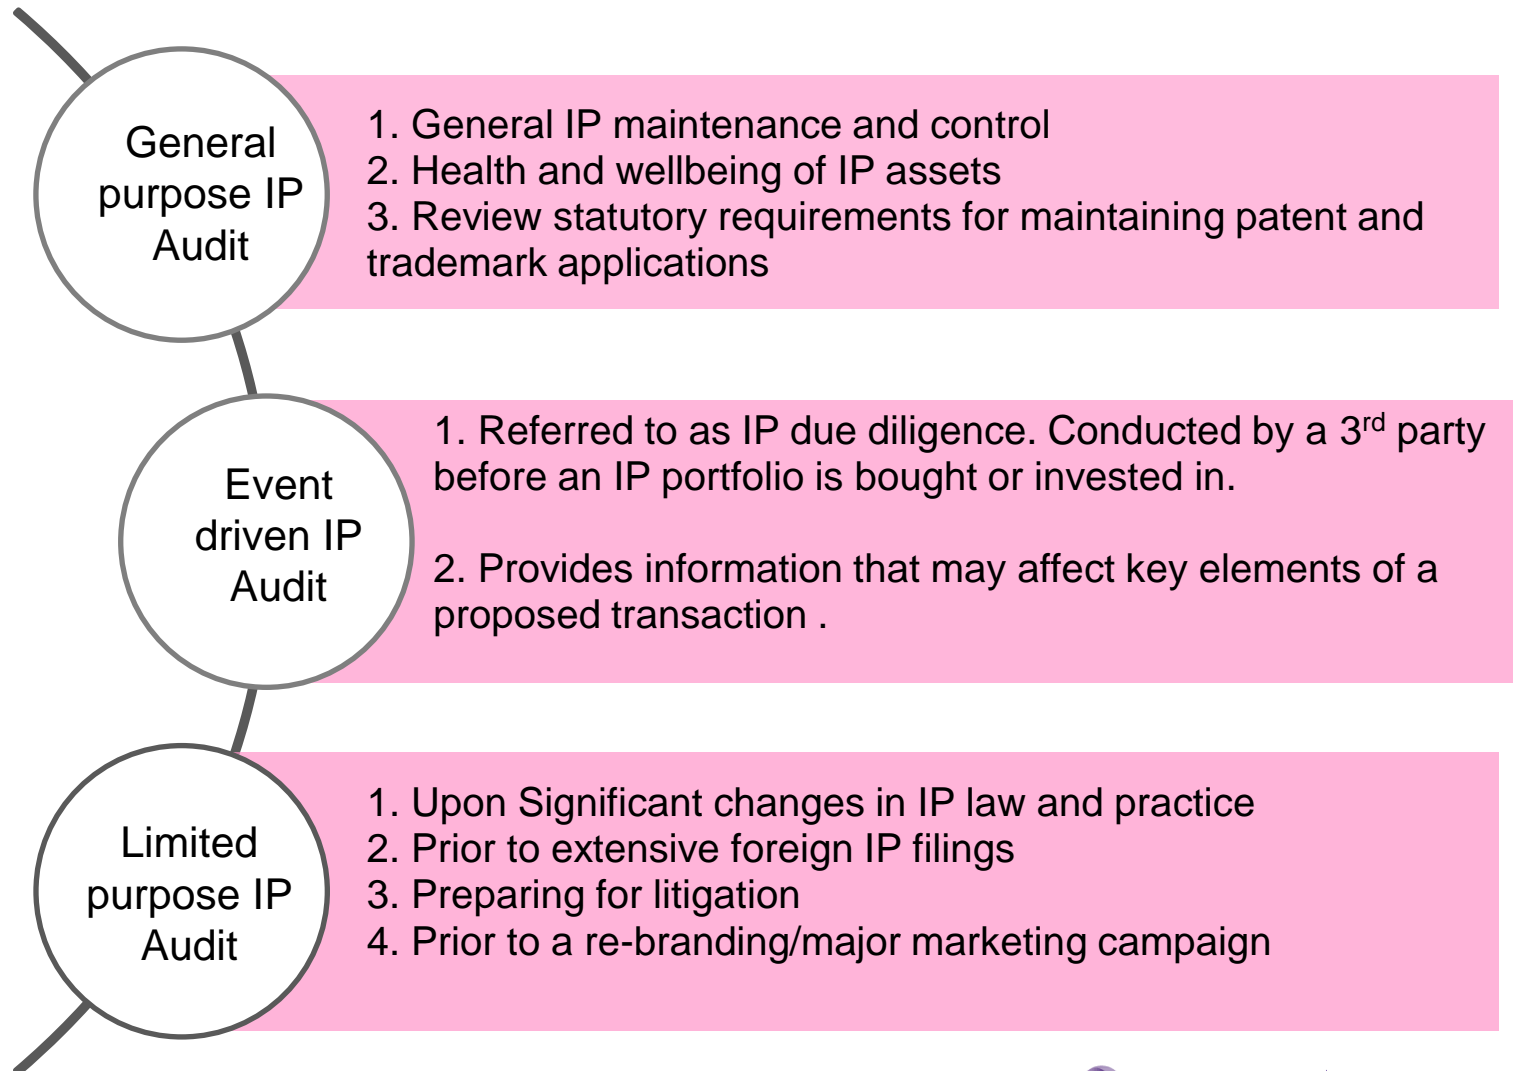 General
purpose IP
Audit
1. General IP maintenance and control
2. Health and wellbeing of IP assets
3. Review statutory requirements for maintaining patent and
trademark applications
Event
driven IP
Audit
1. Referred to as IP due diligence. Conducted by a 3rd party
before an IP portfolio is bought or invested in.
2. Provides information that may affect key elements of a
proposed transaction .
Limited
purpose IP
Audit
1. Upon Significant changes in IP law and practice
2. Prior to extensive foreign IP filings
3. Preparing for litigation
4. Prior to a re-branding/major marketing campaign